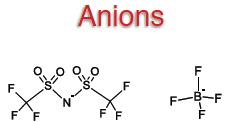 Anions
O O O O
F S S F
F F N- F F
F
F B- F
F